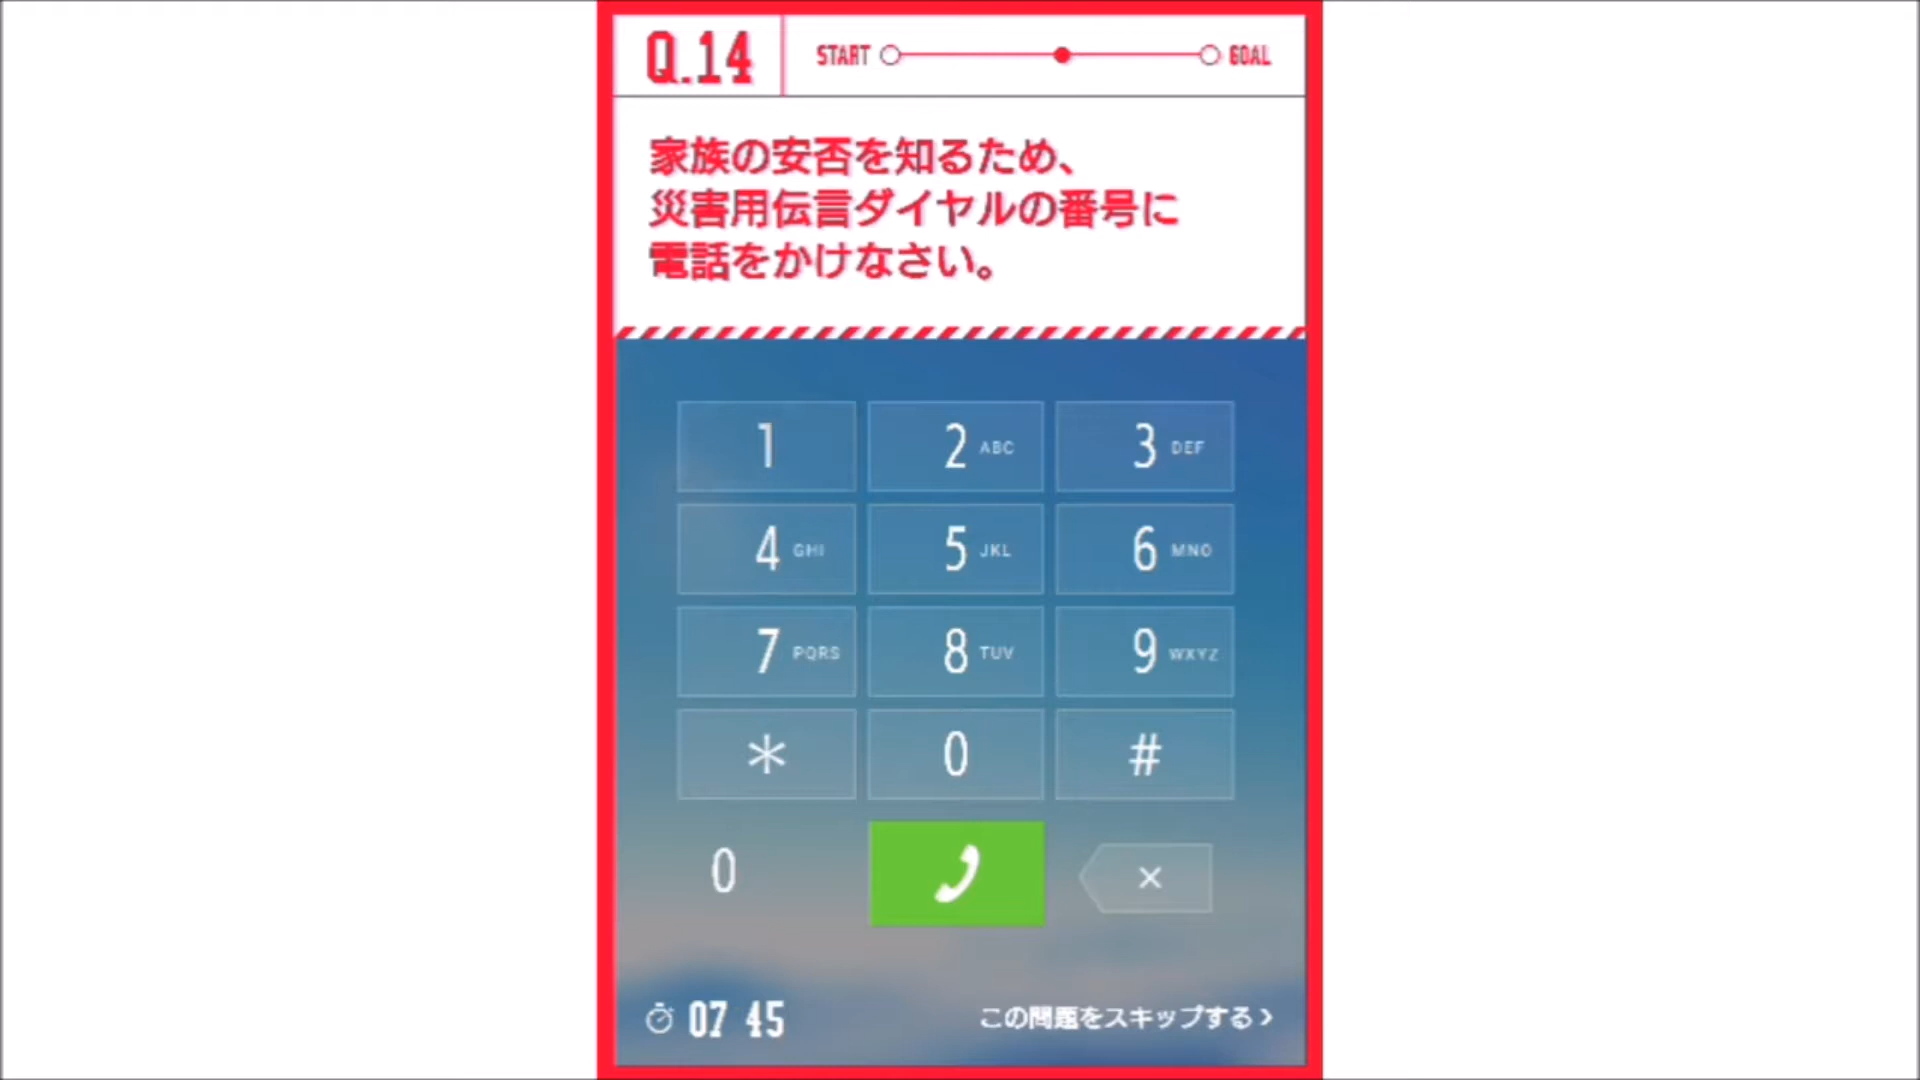 Q.14
START
GOAL
家族の安否を知るため、
災害用伝言ダイヤルの番号に
電話をかけなさい。
1
2 ABC
3 DEF
4 GHI
5 JKL
6 MNO
7 PQRS
8 TUV
9 WXYZ
*
0
#
0
×
07 45
この問題をスキップする >